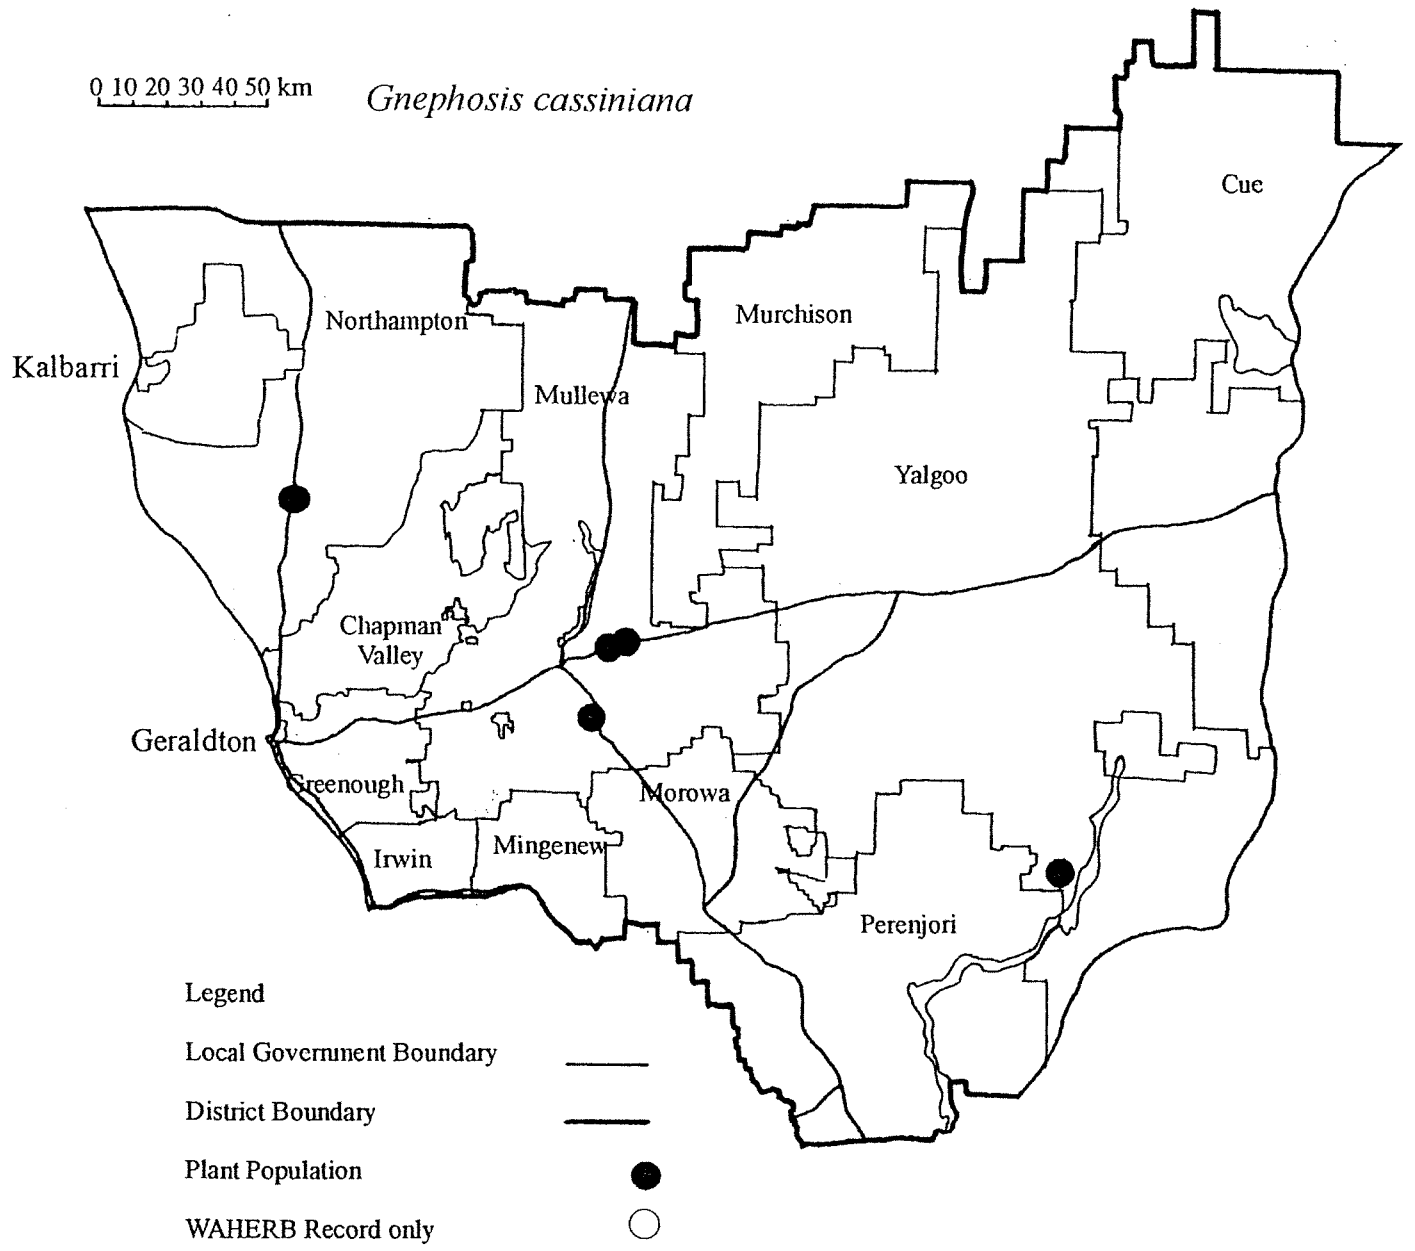 0 10 20 30 40 50 km
Gnephosis cassiniana
Cue
Northampton
Murchison
Kalbarri
Mullewa
Yalgoo
Chapman
Valley
Geraldton
Greenough
Morowa
Irwin
Mingenew
Perenjori
Legend
Local Government Boundary
District Boundary
Plant Population
WAHERB Record only